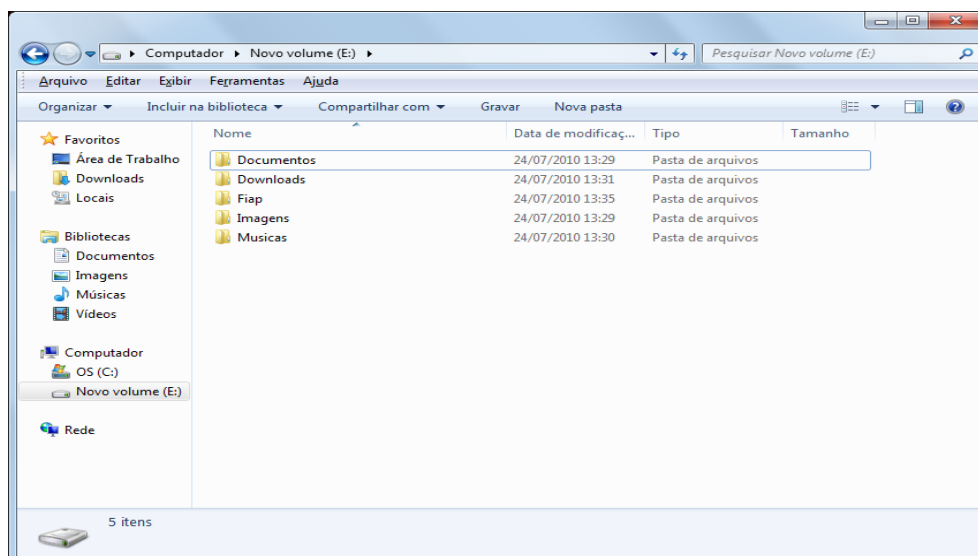 Computador Novo volume (E:)
Pesquisar Novo volume (E:)
Arquivo Editar Exibir Ferramentas Ajuda
Organizar Incluir na biblioteca Compartilhar com Gravar Nova pasta
Favoritos
Área de Trabalho
Downloads
Locais
Bibliotecas
Documentos
Imagens
Músicas
Vídeos
Computador
OS (C:)
Novo volume (E:)
Rede
Nome Data de modificaç... Tipo Tamanho
Documentos 24/07/2010 13:29 Pasta de arquivos
Downloads 24/07/2010 13:31 Pasta de arquivos
Fiap 24/07/2010 13:35 Pasta de arquivos
Imagens 24/07/2010 13:29 Pasta de arquivos
Musicas 24/07/2010 13:30 Pasta de arquivos
5 itens